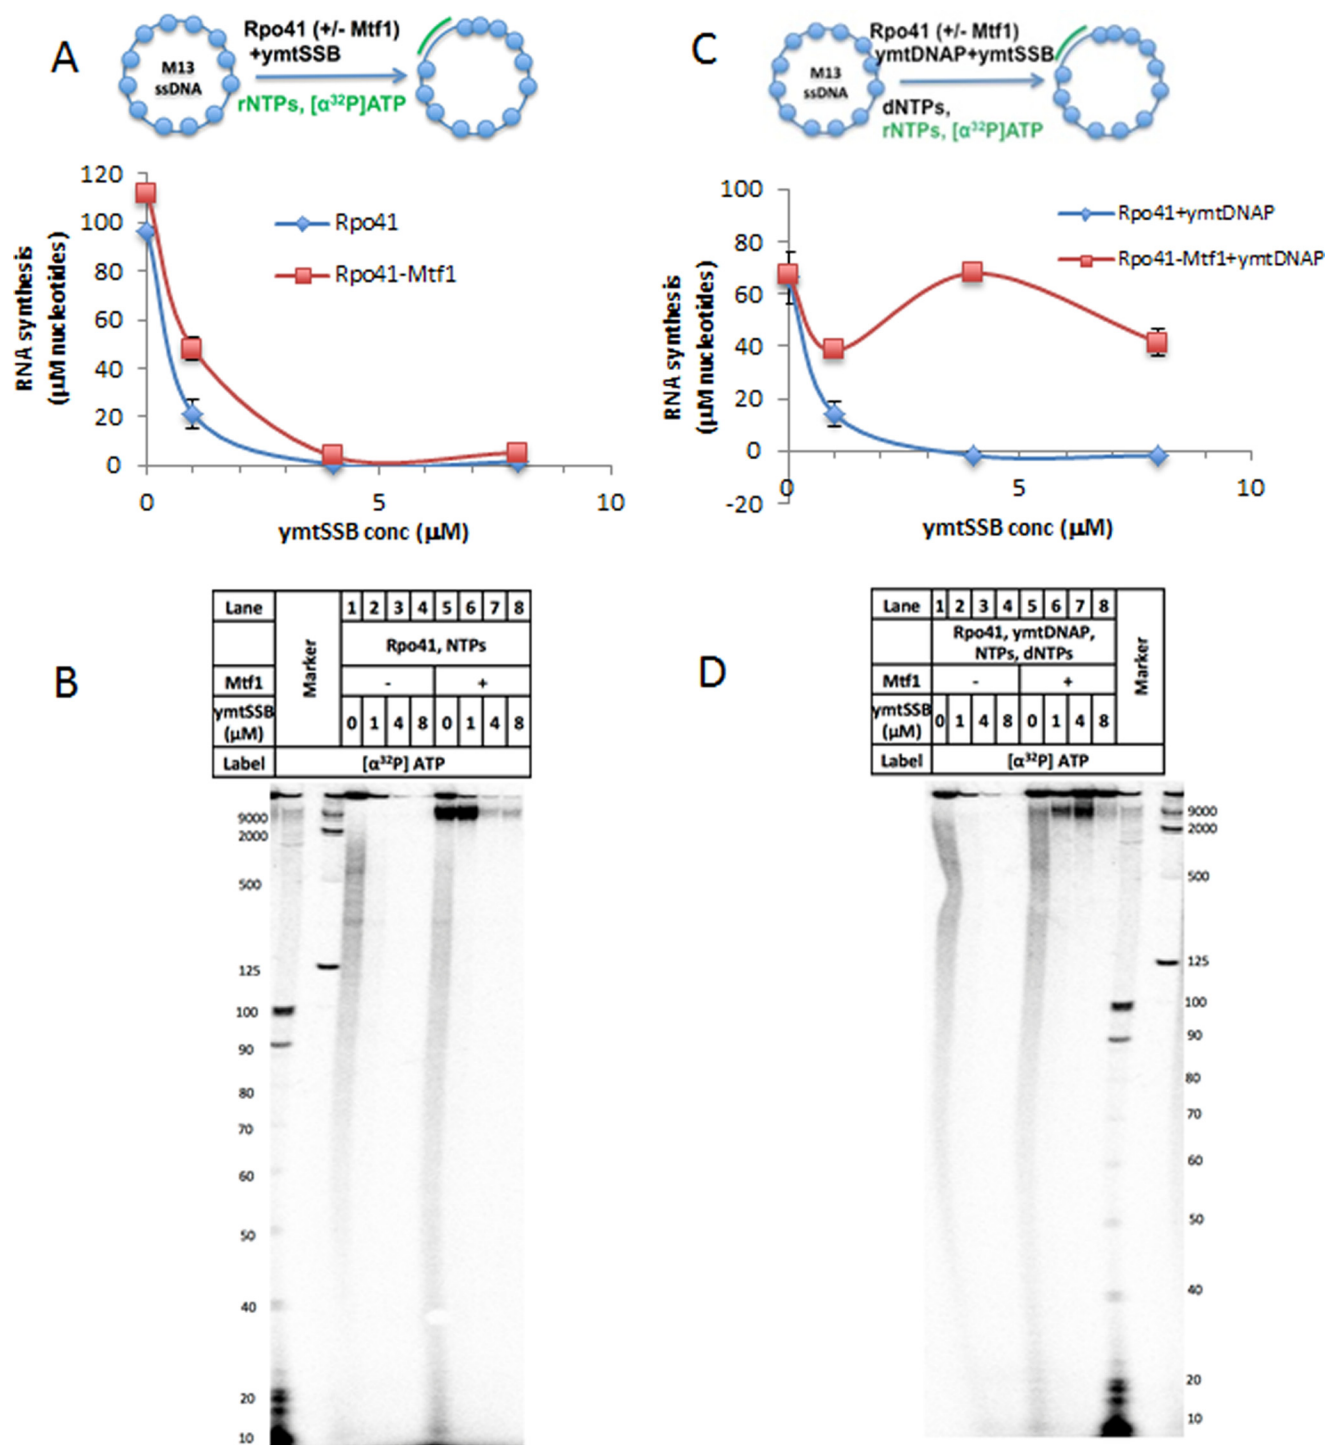 A
M13
ssDNA
Rpo41 (+/- Mtf1)
+ymtSSB
rNTPs, [α³²P]ATP
120
100
80
60
40
20
0
RNA synthesis
(µM nucleotides)
Rpo41
Rpo41-Mtf1
0
5
10
ymtSSB conc (µM)
C
M13
ssDNA
Rpo41 (+/- Mtf1)
ymtDNAP+ymtSSB
dNTPs,
rNTPs, [α³²P]ATP
100
80
60
40
20
0
-20
RNA synthesis
(µM nucleotides)
Rpo41+ymtDNAP
Rpo41-Mtf1+ymtDNAP
0
5
10
ymtSSB conc (µM)
B
Lane Marker 1 2 3 4 5 6 7 8
Rpo41, NTPs
Mtf1 - +
ymtSSB
(µM) 0 1 4 8 0 1 4 8
Label [α³²P] ATP
9000
2000
500
125
100
90
80
70
60
50
40
20
10
D
Lane 1 2 3 4 5 6 7 8 Marker
Rpo41, ymtDNAP,
NTPs, dNTPs
Mtf1 - +
ymtSSB
(µM) 0 1 4 8 0 1 4 8
Label [α³²P] ATP
9000
2000
500
125
100
90
80
70
60
50
40
20
10